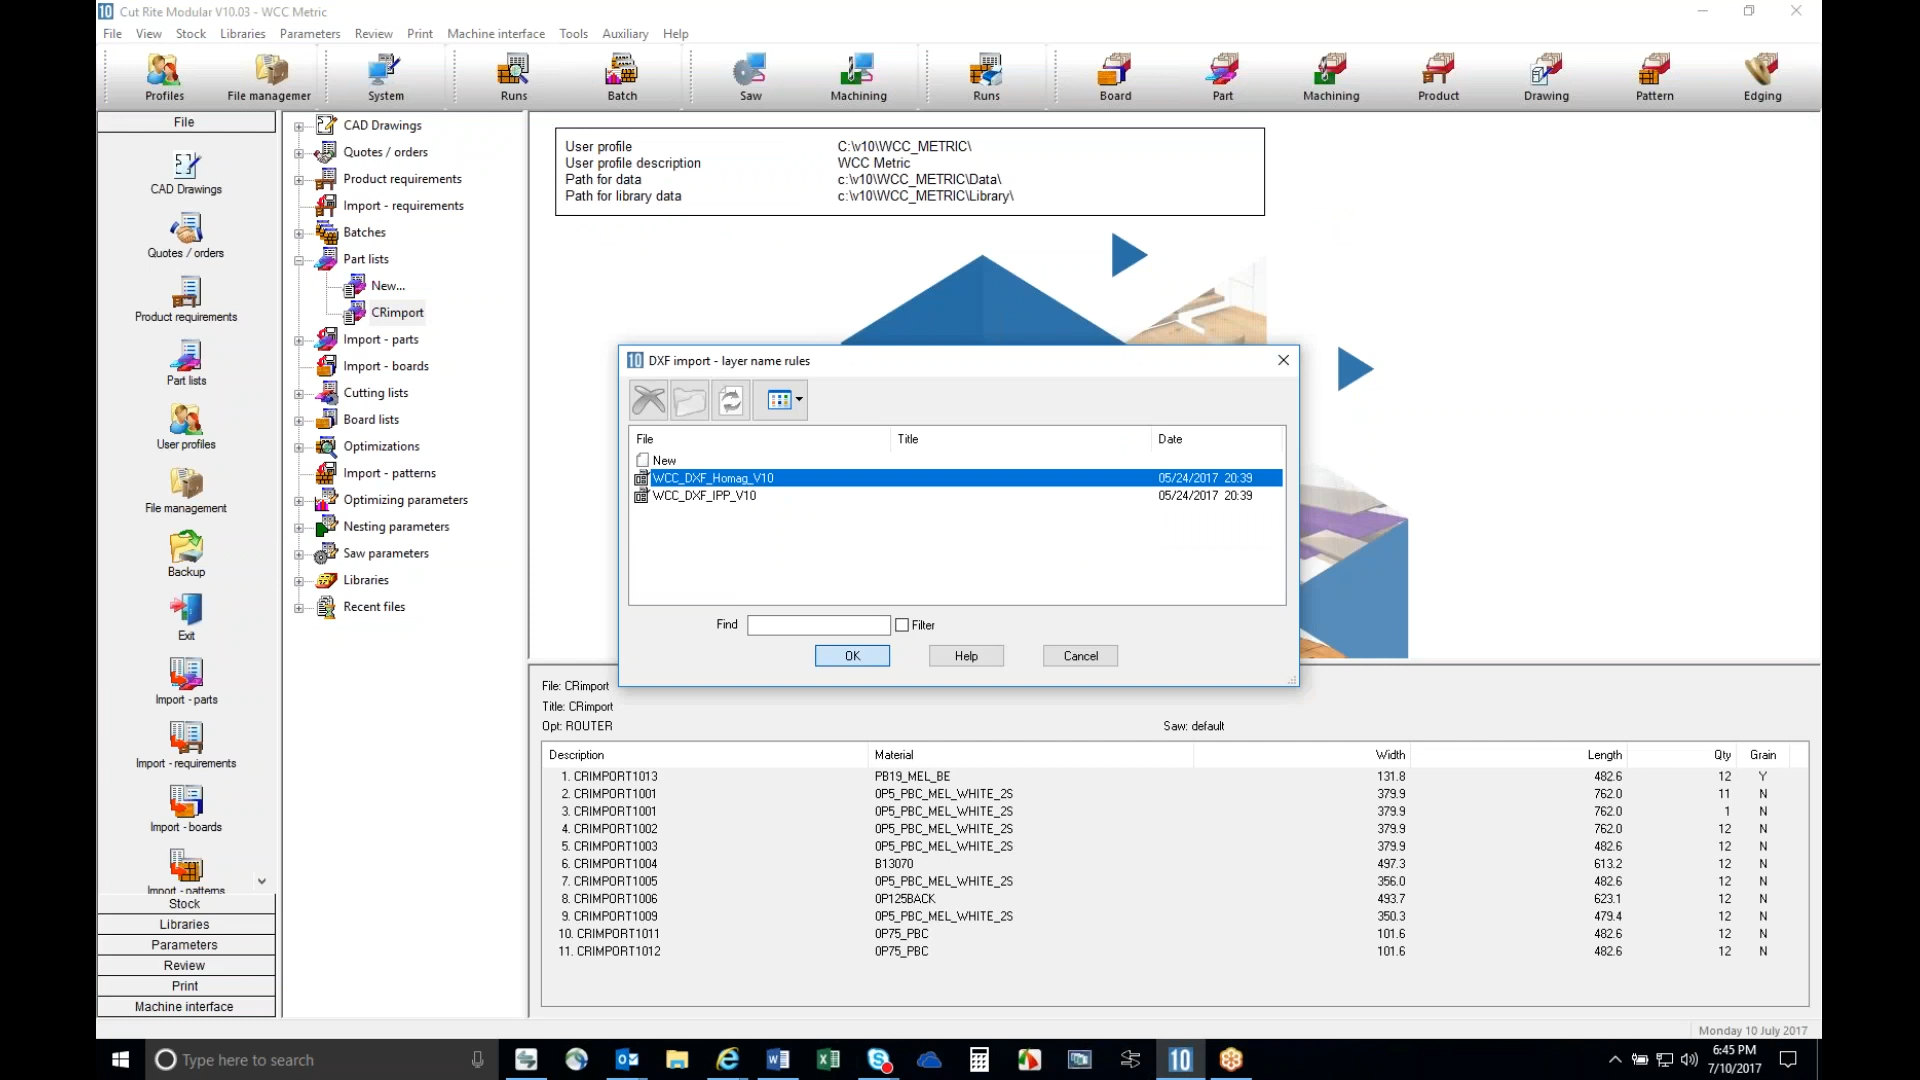 Cut Rite Modular V10.03 - WCC Metric
File View Stock Libraries Parameters Review Print Machine interface Tools Auxiliary Help
Profiles File managemer System Runs Batch Saw Machining Runs Board Part Machining Product Drawing Pattern Edging
File
CAD Drawings
Quotes / orders
Product requirements
Part lists
User profiles
File management
Backup
Exit
Import - parts
Import - requirements
Import - boards
Import - patterns
Stock
Libraries
Parameters
Review
Print
Machine interface
CAD Drawings
Quotes / orders
Product requirements
Import - requirements
Batches
Part lists
New...
CRimport
Import - parts
Import - boards
Cutting lists
Board lists
Optimizations
Import - patterns
Optimizing parameters
Nesting parameters
Saw parameters
Libraries
Recent files
User profile C:\v10\WCC_METRIC\
User profile description WCC Metric
Path for data c:\v10\WCC_METRIC\Data\
Path for library data c:\v10\WCC_METRIC\Library\
10 DXF import - layer name rules
File Title Date
New
WCC_DXF_Homag_V10 05/24/2017 20:39
WCC_DXF_IPP_V10 05/24/2017 20:39
Find Filter
OK Help Cancel
File: CRimport
Title: CRimport
Opt: ROUTER Saw: default
Description Material Width Length Qty Grain
1. CRIMPORT1013 PB19_MEL_BE 131.8 482.6 12 Y
2. CRIMPORT1001 0P5_PBC_MEL_WHITE_2S 379.9 762.0 11 N
3. CRIMPORT1001 0P5_PBC_MEL_WHITE_2S 379.9 762.0 1 N
4. CRIMPORT1002 0P5_PBC_MEL_WHITE_2S 379.9 762.0 12 N
5. CRIMPORT1003 0P5_PBC_MEL_WHITE_2S 379.9 482.6 12 N
6. CRIMPORT1004 B13070 497.3 613.2 12 N
7. CRIMPORT1005 0P5_PBC_MEL_WHITE_2S 356.0 482.6 12 N
8. CRIMPORT1006 0P125BACK 493.7 623.1 12 N
9. CRIMPORT1009 0P5_PBC_MEL_WHITE_2S 350.3 479.4 12 N
10. CRIMPORT1011 0P75_PBC 101.6 482.6 12 N
11. CRIMPORT1012 0P75_PBC 101.6 482.6 12 N
Monday 10 July 2017
Type here to search
10
6:45 PM
7/10/2017